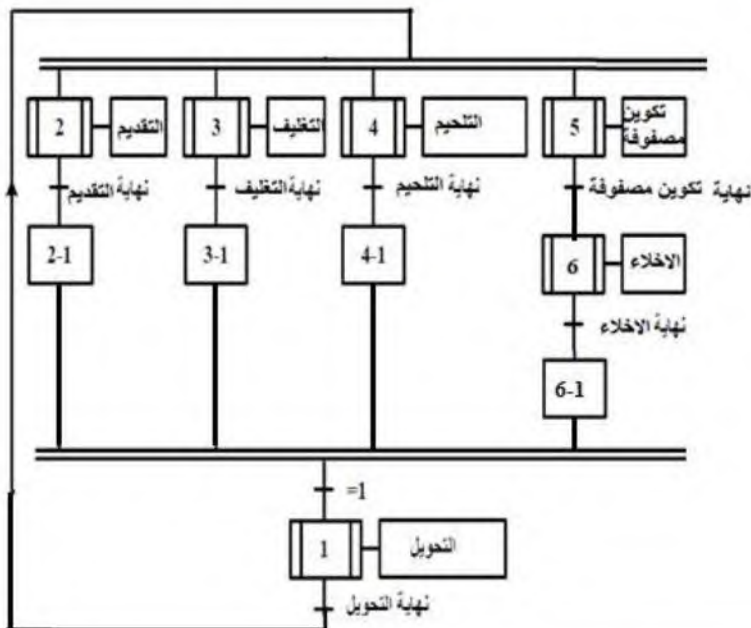 2 التقديم
3 التغليف
4 التلحيم
5 تكوين
مصفوفة
نهاية التقديم
نهاية التغليف
نهاية التلحيم
نهاية تكوين مصفوفة
2-1
3-1
4-1
6 الاخلاء
نهاية الاخلاء
6-1
=1
1 التحويل
نهاية التحويل